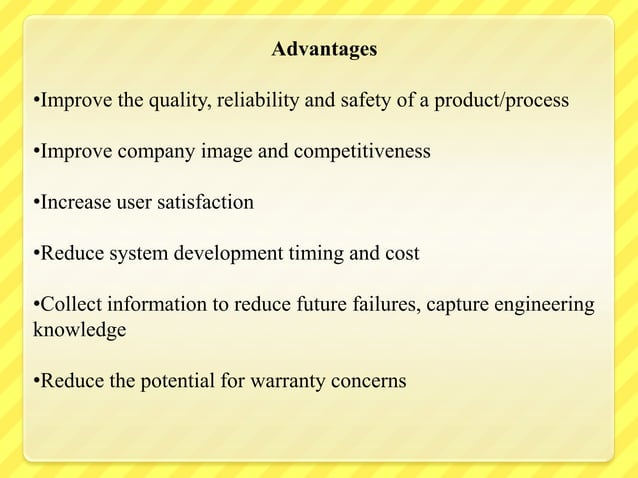 Advantages
•Improve the quality, reliability and safety of a product/process
•Improve company image and competitiveness
•Increase user satisfaction
•Reduce system development timing and cost
•Collect information to reduce future failures, capture engineering
knowledge
•Reduce the potential for warranty concerns